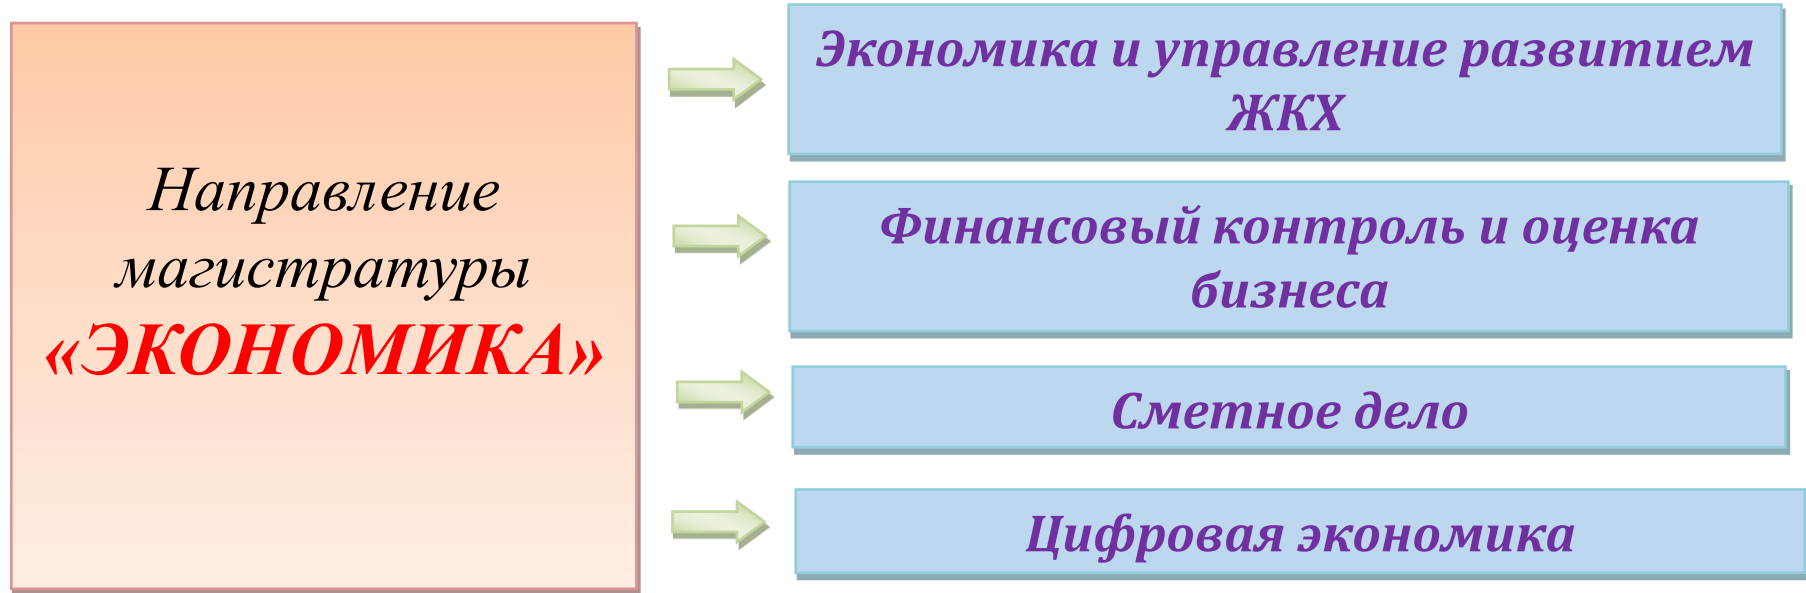 Направление
магистратуры
«ЭКОНОМИКА»
Экономика и управление развитием
ЖКХ
Финансовый контроль и оценка
бизнеса
Сметное дело
Цифровая экономика